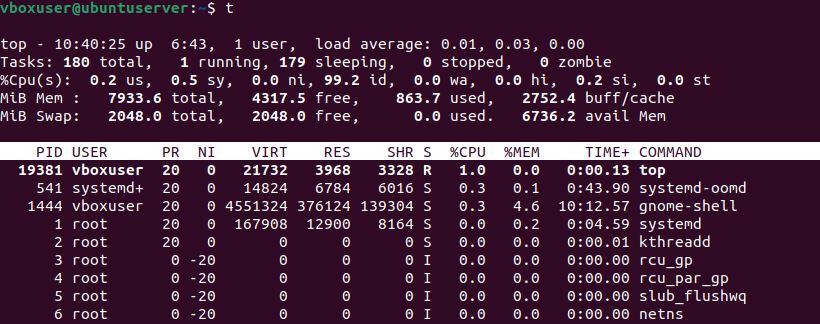 vboxuser@ubuntuserver:~$ t
top - 10:40:25 up  6:43,  1 user,  load average: 0.01, 0.03, 0.00
Tasks: 180 total,   1 running, 179 sleeping,   0 stopped,   0 zombie
%Cpu(s):  0.2 us,  0.5 sy,  0.0 ni, 99.2 id,  0.0 wa,  0.0 hi,  0.2 si,  0.0 st
MiB Mem :   7933.6 total,   4317.5 free,    863.7 used,   2752.4 buff/cache
MiB Swap:   2048.0 total,   2048.0 free,      0.0 used.   6736.2 avail Mem
PID USER      PR  NI    VIRT    RES    SHR S  %CPU  %MEM     TIME+ COMMAND
19381 vboxuser  20   0   21732   3968   3328 R   1.0   0.0   0:00.13 top
541 systemd+  20   0   14824   6784   6016 S   0.3   0.1   0:43.90 systemd-oomd
1444 vboxuser  20   0 4551324 376124 139304 S   0.3   4.6  10:12.57 gnome-shell
1 root      20   0  167908  12900   8164 S   0.0   0.2   0:04.59 systemd
2 root      20   0       0      0      0 S   0.0   0.0   0:00.01 kthreadd
3 root       0 -20       0      0      0 I   0.0   0.0   0:00.00 rcu_gp
4 root       0 -20       0      0      0 I   0.0   0.0   0:00.00 rcu_par_gp
5 root       0 -20       0      0      0 I   0.0   0.0   0:00.00 slub_flushwq
6 root       0 -20       0      0      0 I   0.0   0.0   0:00.00 netns